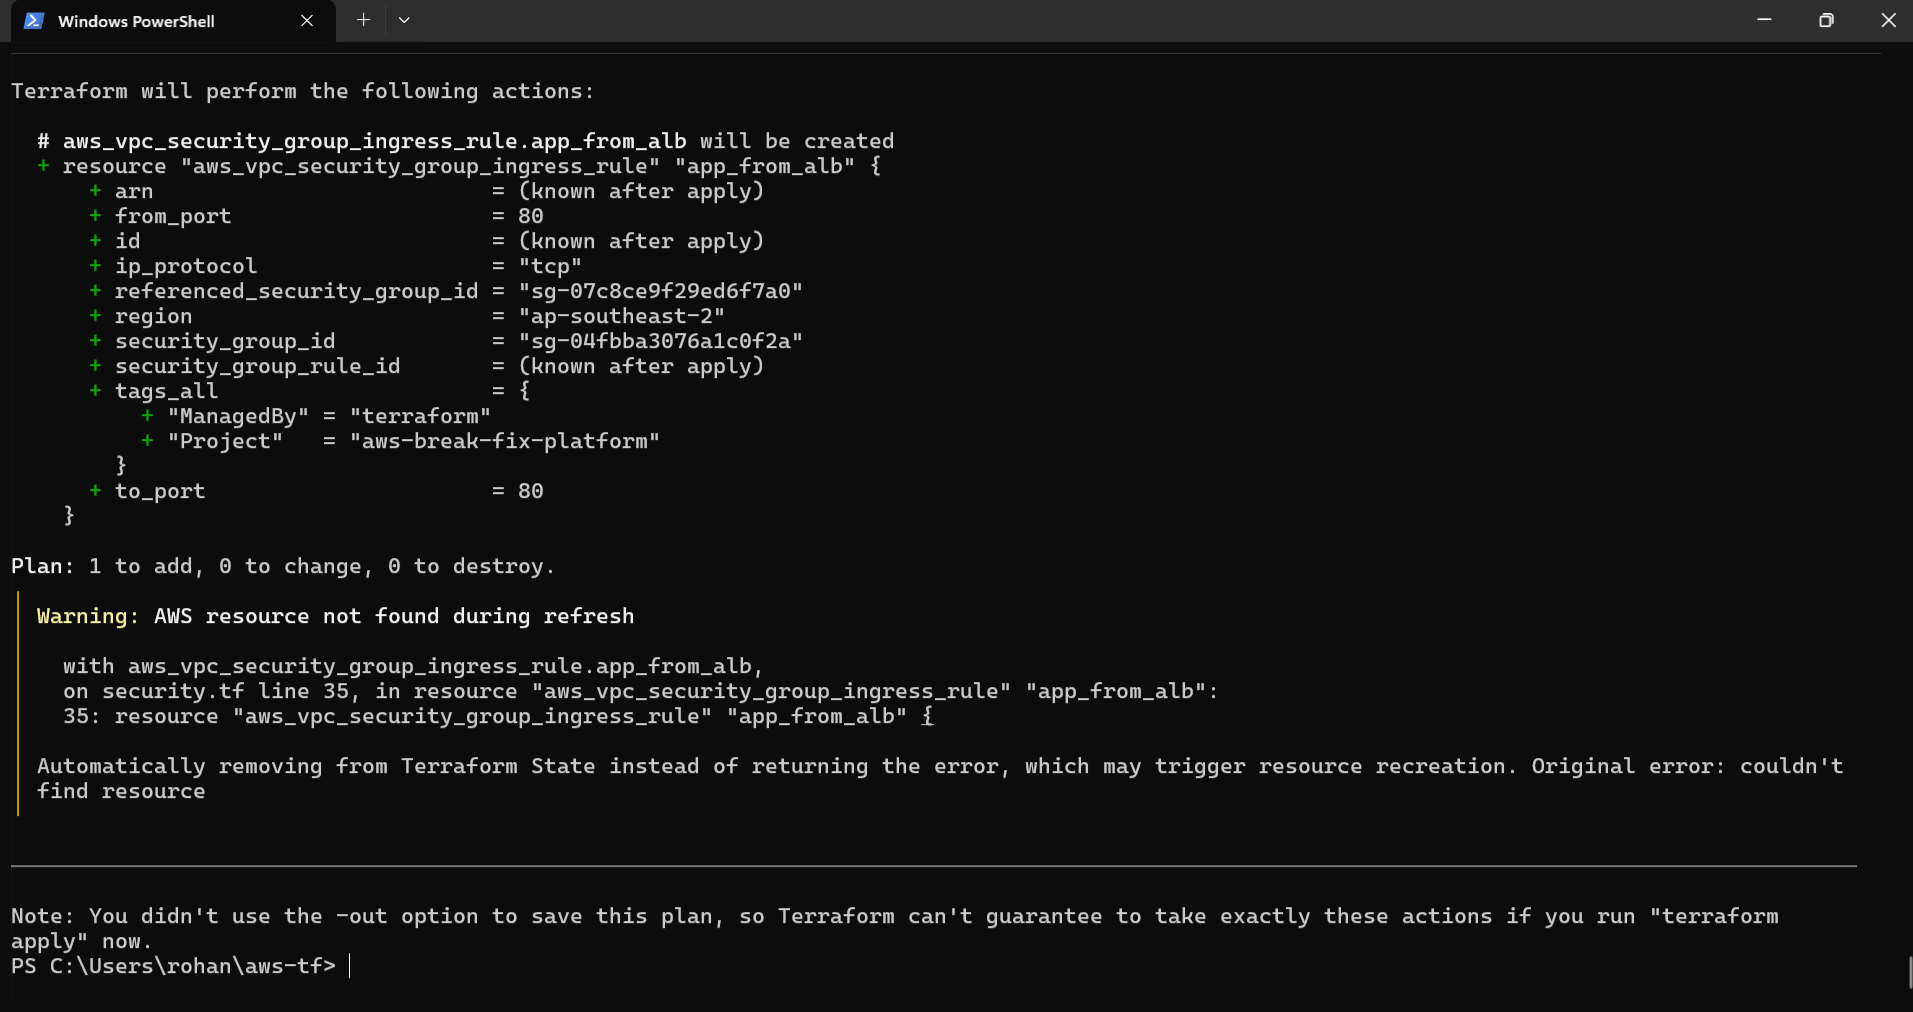 Windows PowerShell
Terraform will perform the following actions:
# aws_vpc_security_group_ingress_rule.app_from_alb will be created
+ resource "aws_vpc_security_group_ingress_rule" "app_from_alb" {
+ arn = (known after apply)
+ from_port = 80
+ id = (known after apply)
+ ip_protocol = "tcp"
+ referenced_security_group_id = "sg-07c8ce9f29ed6f7a0"
+ region = "ap-southeast-2"
+ security_group_id = "sg-04fbba3076a1c0f2a"
+ security_group_rule_id = (known after apply)
+ tags_all = {
+ "ManagedBy" = "terraform"
+ "Project" = "aws-break-fix-platform"
}
+ to_port = 80
}
Plan: 1 to add, 0 to change, 0 to destroy.
Warning: AWS resource not found during refresh
with aws_vpc_security_group_ingress_rule.app_from_alb,
on security.tf line 35, in resource "aws_vpc_security_group_ingress_rule" "app_from_alb":
35: resource "aws_vpc_security_group_ingress_rule" "app_from_alb" {
Automatically removing from Terraform State instead of returning the error, which may trigger resource recreation. Original error: couldn't
find resource
Note: You didn't use the -out option to save this plan, so Terraform can't guarantee to take exactly these actions if you run "terraform
apply" now.
PS C:\Users\rohan\aws-tf>